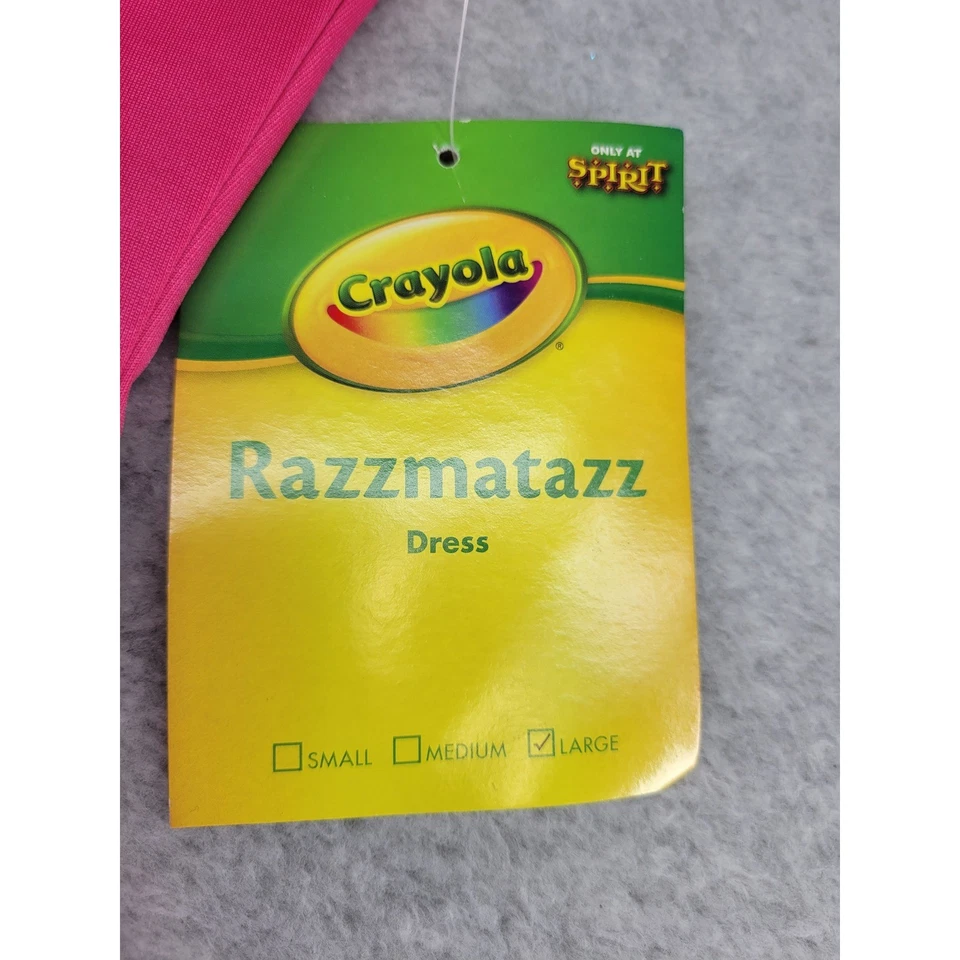 ONLY AT
SPIRIT
Crayola
®
Razzmatazz
Dress
☐ SMALL ☐ MEDIUM ☑ LARGE